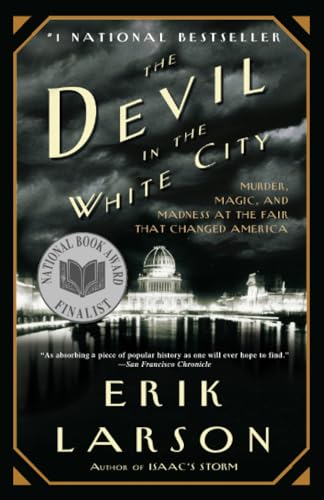 #1 NATIONAL BESTSELLER
THE
DEVIL
IN THE
WHITE CITY
MURDER,
MAGIC, AND
MADNESS AT THE FAIR
THAT CHANGED AMERICA
NATIONAL BOOK AWARD
FINALIST
"As absorbing a piece of popular history as one will ever hope to find."
—San Francisco Chronicle
ERIK
LARSON
AUTHOR OF ISAAC'S STORM